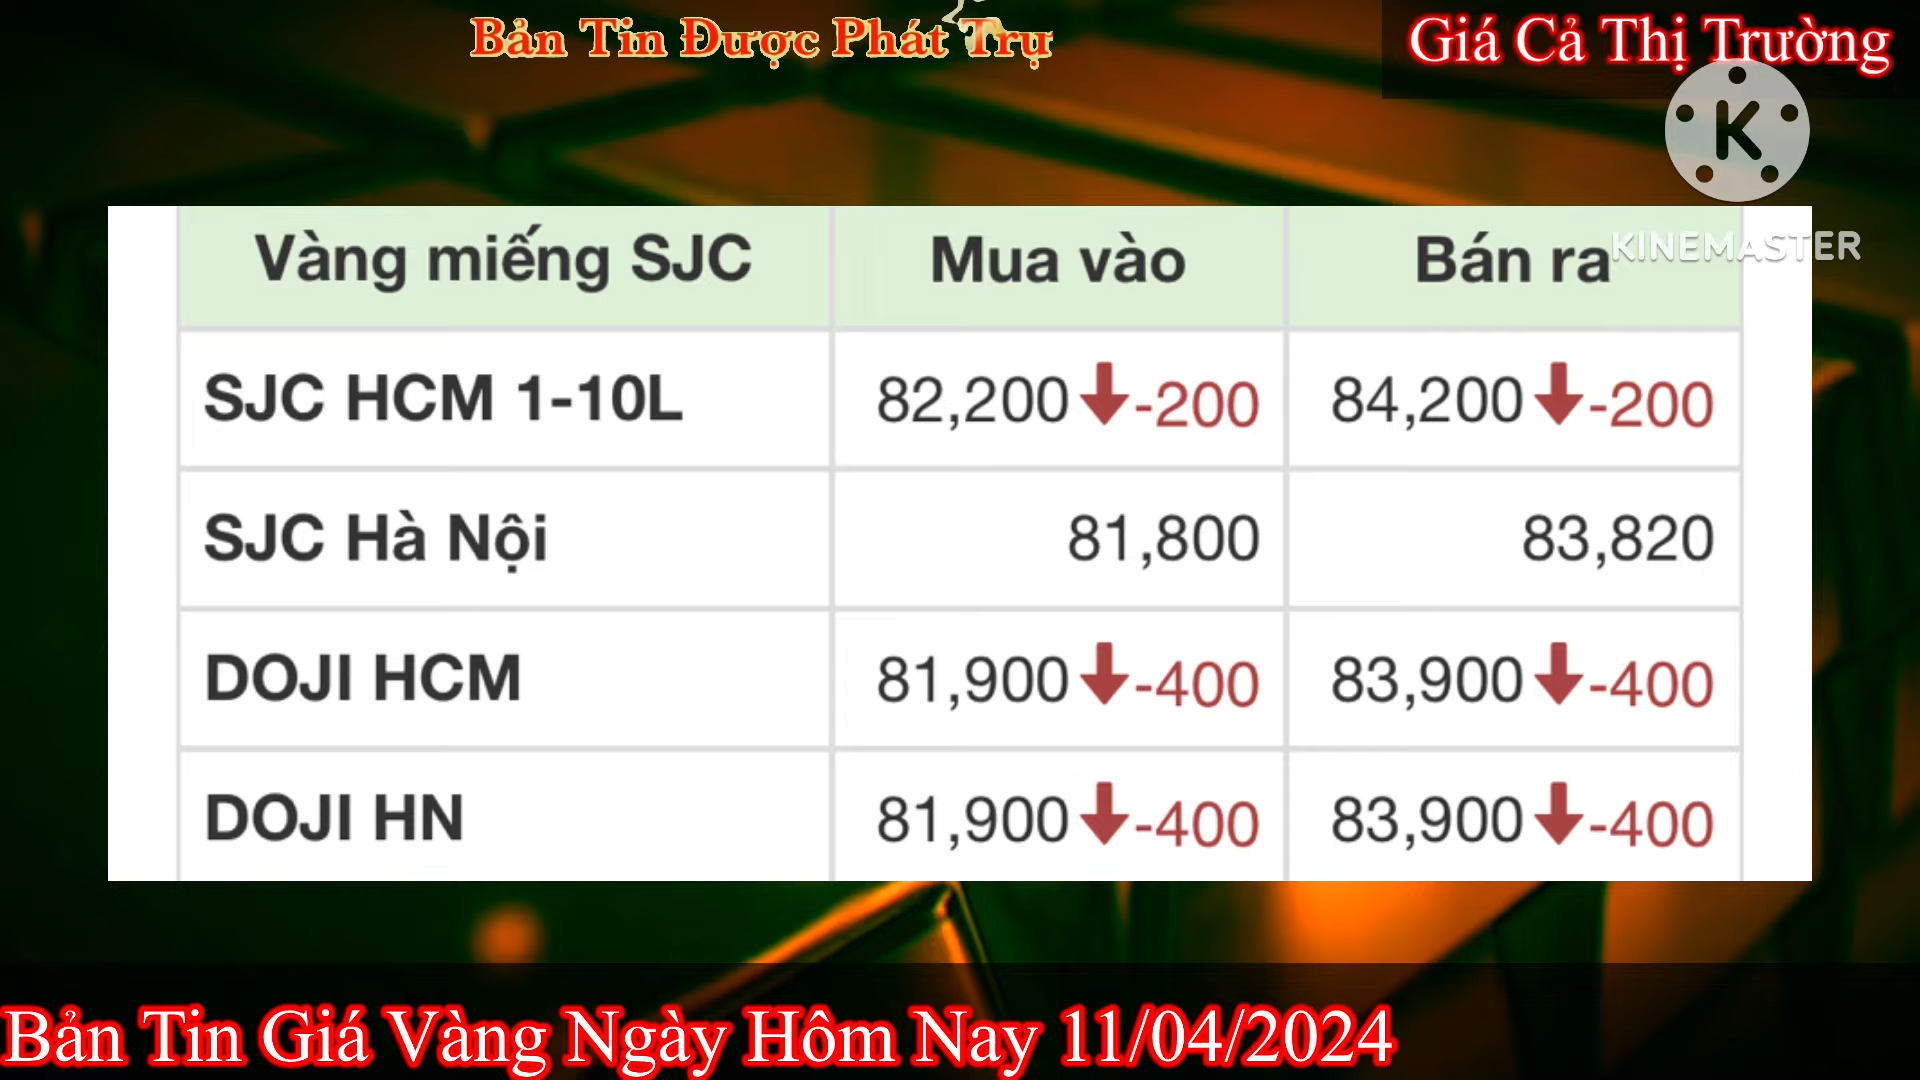 Bản Tin Được Phát Trụ
Giá Cả Thị Trường
K
KINEMASTER
Vàng miếng SJC Mua vào Bán ra
SJC HCM 1-10L 82,200 -200 84,200 -200
SJC Hà Nội 81,800 83,820
DOJI HCM 81,900 -400 83,900 -400
DOJI HN 81,900 -400 83,900 -400
Bản Tin Giá Vàng Ngày Hôm Nay 11/04/2024